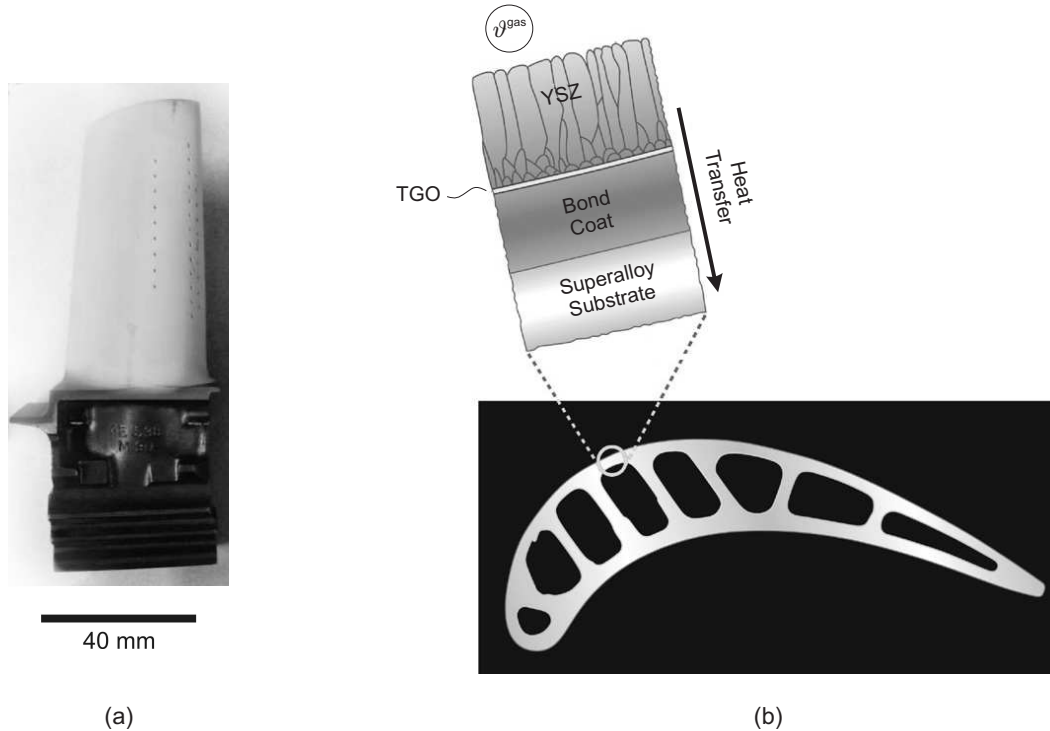 ϑgas
YSZ
TGO
Bond
Coat
Superalloy
Substrate
Heat
Transfer
40 mm
(a)
(b)